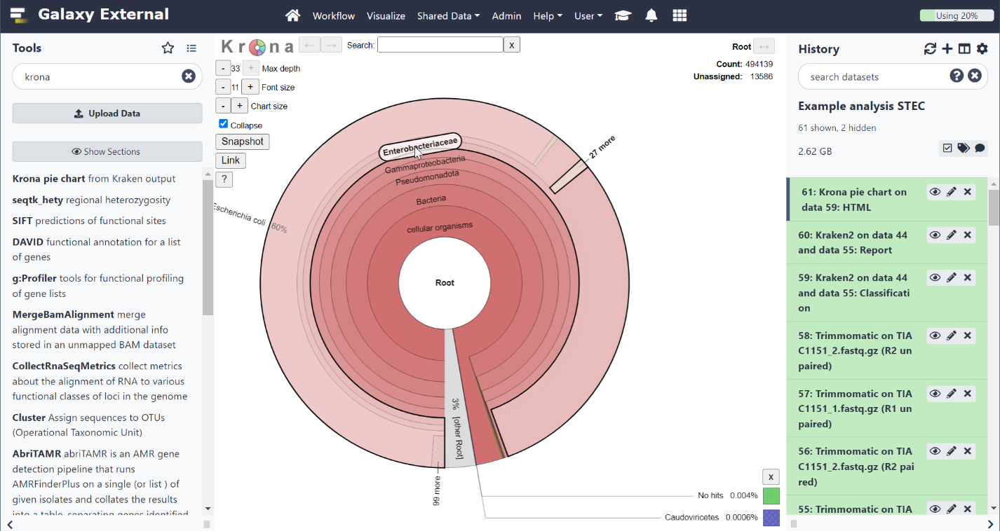 Galaxy External
Workflow
Visualize
Shared Data
Admin
Help
User
Using 20%
Tools
krona
Upload Data
Show Sections
Krona pie chart from Kraken output
seqtk_hety regional heterozygosity
SIFT predictions of functional sites
DAVID functional annotation for a list
of genes
g:Profiler tools for functional profiling
of gene lists
MergeBamAlignment merge
alignment data with additional info
stored in an unmapped BAM dataset
CollectRnaSeqMetrics collect metrics
about the alignment of RNA to various
functional classes of loci in the genome
Cluster Assign sequences to OTUs
(Operational Taxonomic Unit)
AbriTAMR abriTAMR is an AMR gene
detection pipeline that runs
AMRFinderPlus on a single (or list ) of
given isolates and collates the results
into a table, separating genes identified
Krona
← → Search: x
- 33 + Max depth
- 11 + Font size
- + Chart size
Collapse
Snapshot
Link
?
Root ↔
Count: 494139
Unassigned: 13586
Enterobacteriaceae
Gammaproteobacteria
Pseudomonadota
Bacteria
cellular organisms
Root
Escherichia coli 60%
27 more
99 more
3% [other Root]
x
No hits 0.004%
Caudoviricetes 0.0006%
History
search datasets
Example analysis STEC
61 shown, 2 hidden
2.62 GB
61: Krona pie chart on
data 59: HTML
60: Kraken2 on data 44
and data 55: Report
59: Kraken2 on data 44
and data 55: Classificati
on
58: Trimmomatic on TIA
C1151_2.fastq.gz (R2 un
paired)
57: Trimmomatic on TIA
C1151_1.fastq.gz (R1 un
paired)
56: Trimmomatic on TIA
C1151_2.fastq.gz (R2 pai
red)
55: Trimmomatic on TIA